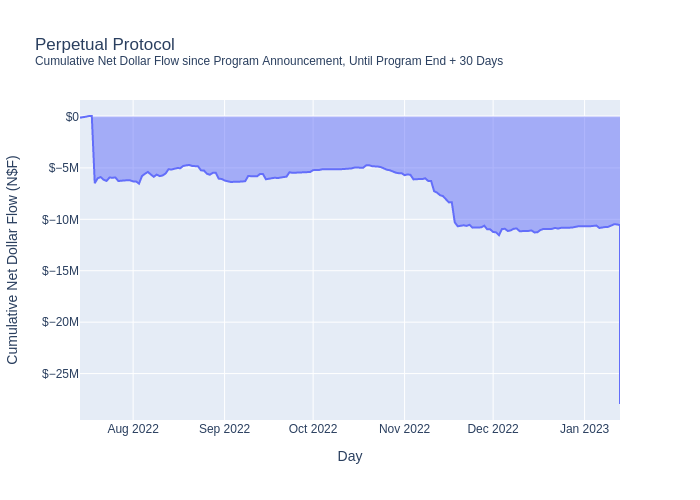 Perpetual Protocol
Cumulative Net Dollar Flow since Program Announcement, Until Program End + 30 Days
Cumulative Net Dollar Flow (N$F)
$0
$−5M
$−10M
$−15M
$−20M
$−25M
Aug 2022
Sep 2022
Oct 2022
Nov 2022
Dec 2022
Jan 2023
Day